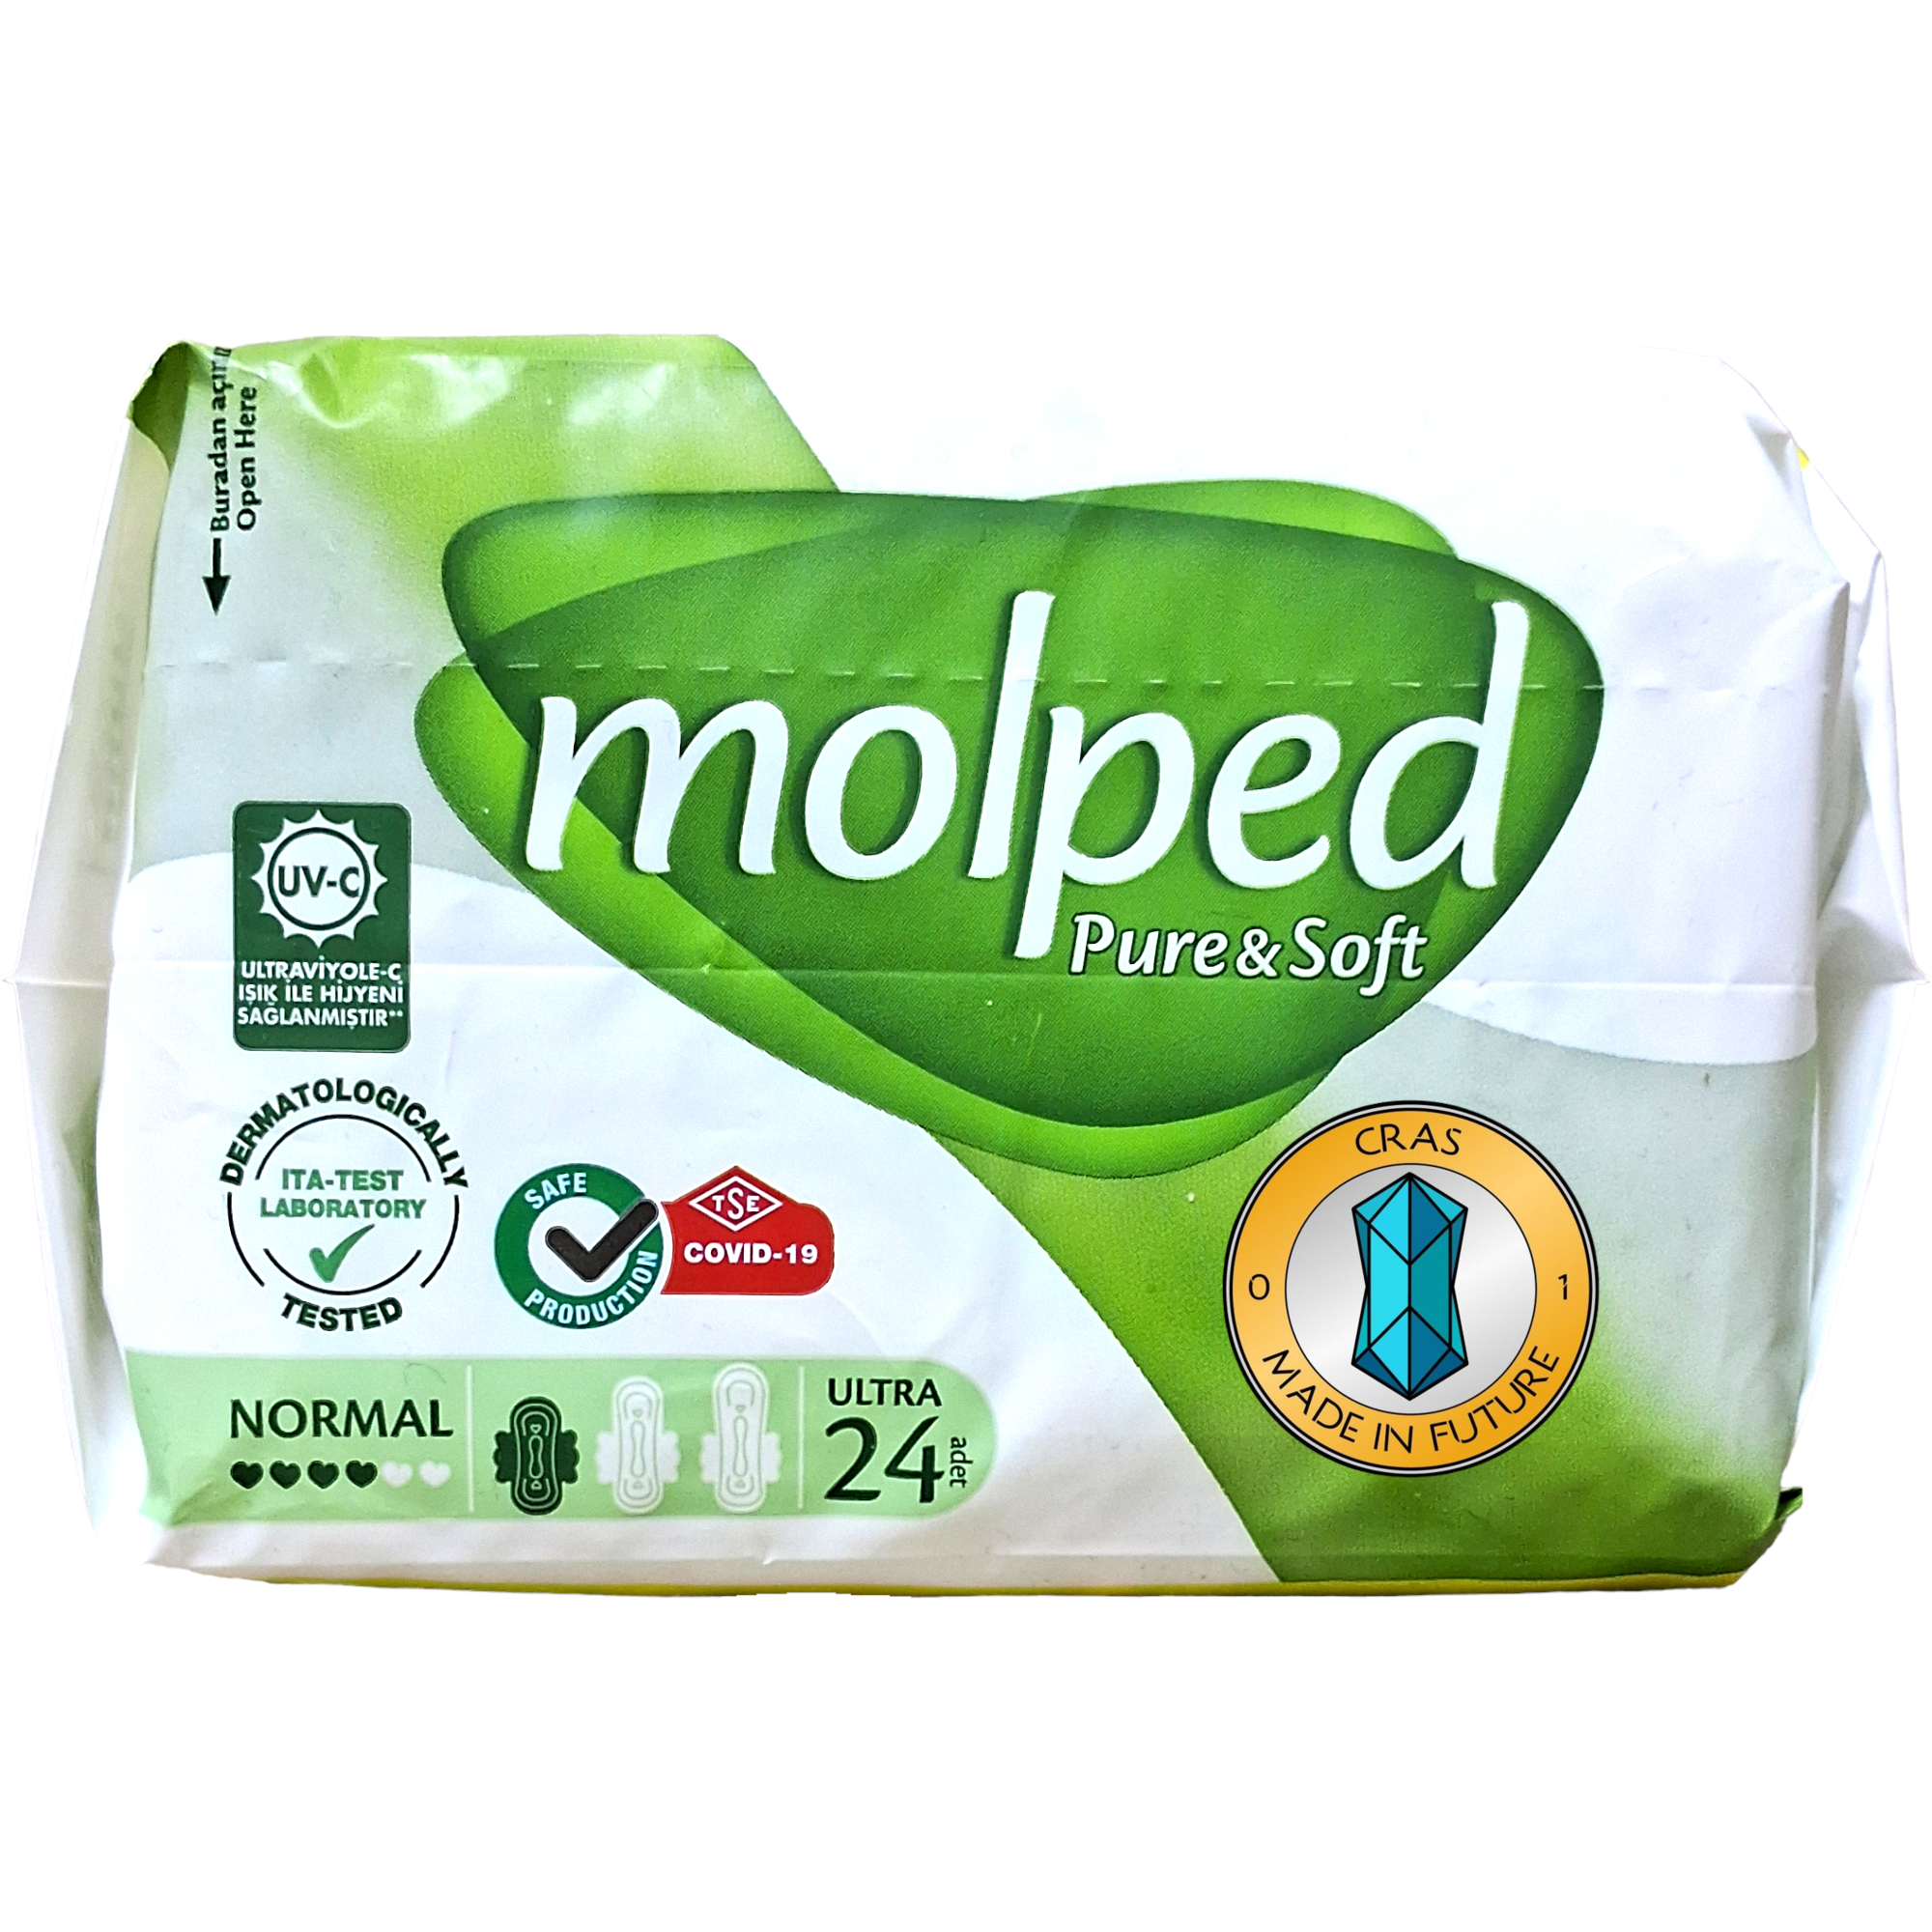 Buradan açın
Open Here
molped
Pure&Soft
UV-C
ULTRAVİYOLE-C
IŞIK İLE HİJYENİ
SAĞLANMIŞTIR**
DERMATOLOGICALLY
ITA-TEST
LABORATORY
TESTED
SAFE
PRODUCTION
TSE
COVID-19
CRAS
0 1
MADE IN FUTURE
NORMAL
ULTRA
24
adet